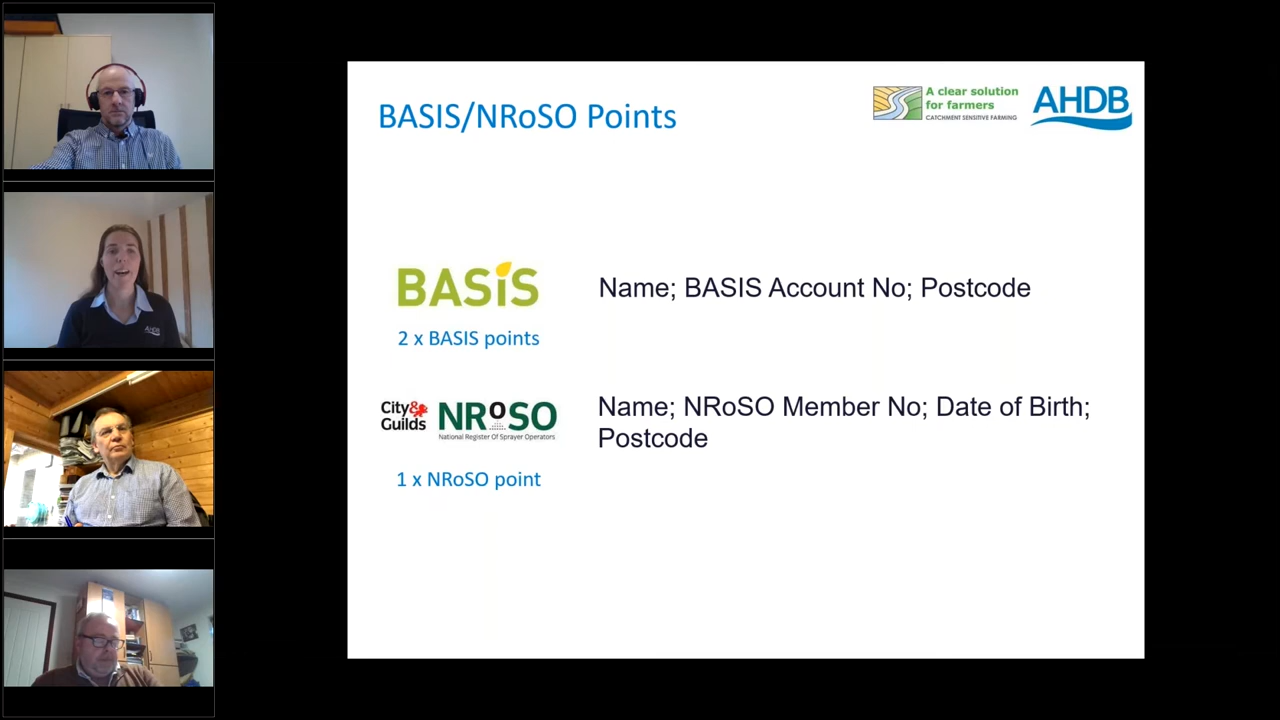 BASIS/NRoSO Points
A clear solution
for farmers
CATCHMENT SENSITIVE FARMING
AHDB
BASIS
Name; BASIS Account No; Postcode
2 x BASIS points
City&
Guilds
NRoSO
National Register Of Sprayer Operators
Name; NRoSO Member No; Date of Birth;
Postcode
1 x NRoSO point
AHDB